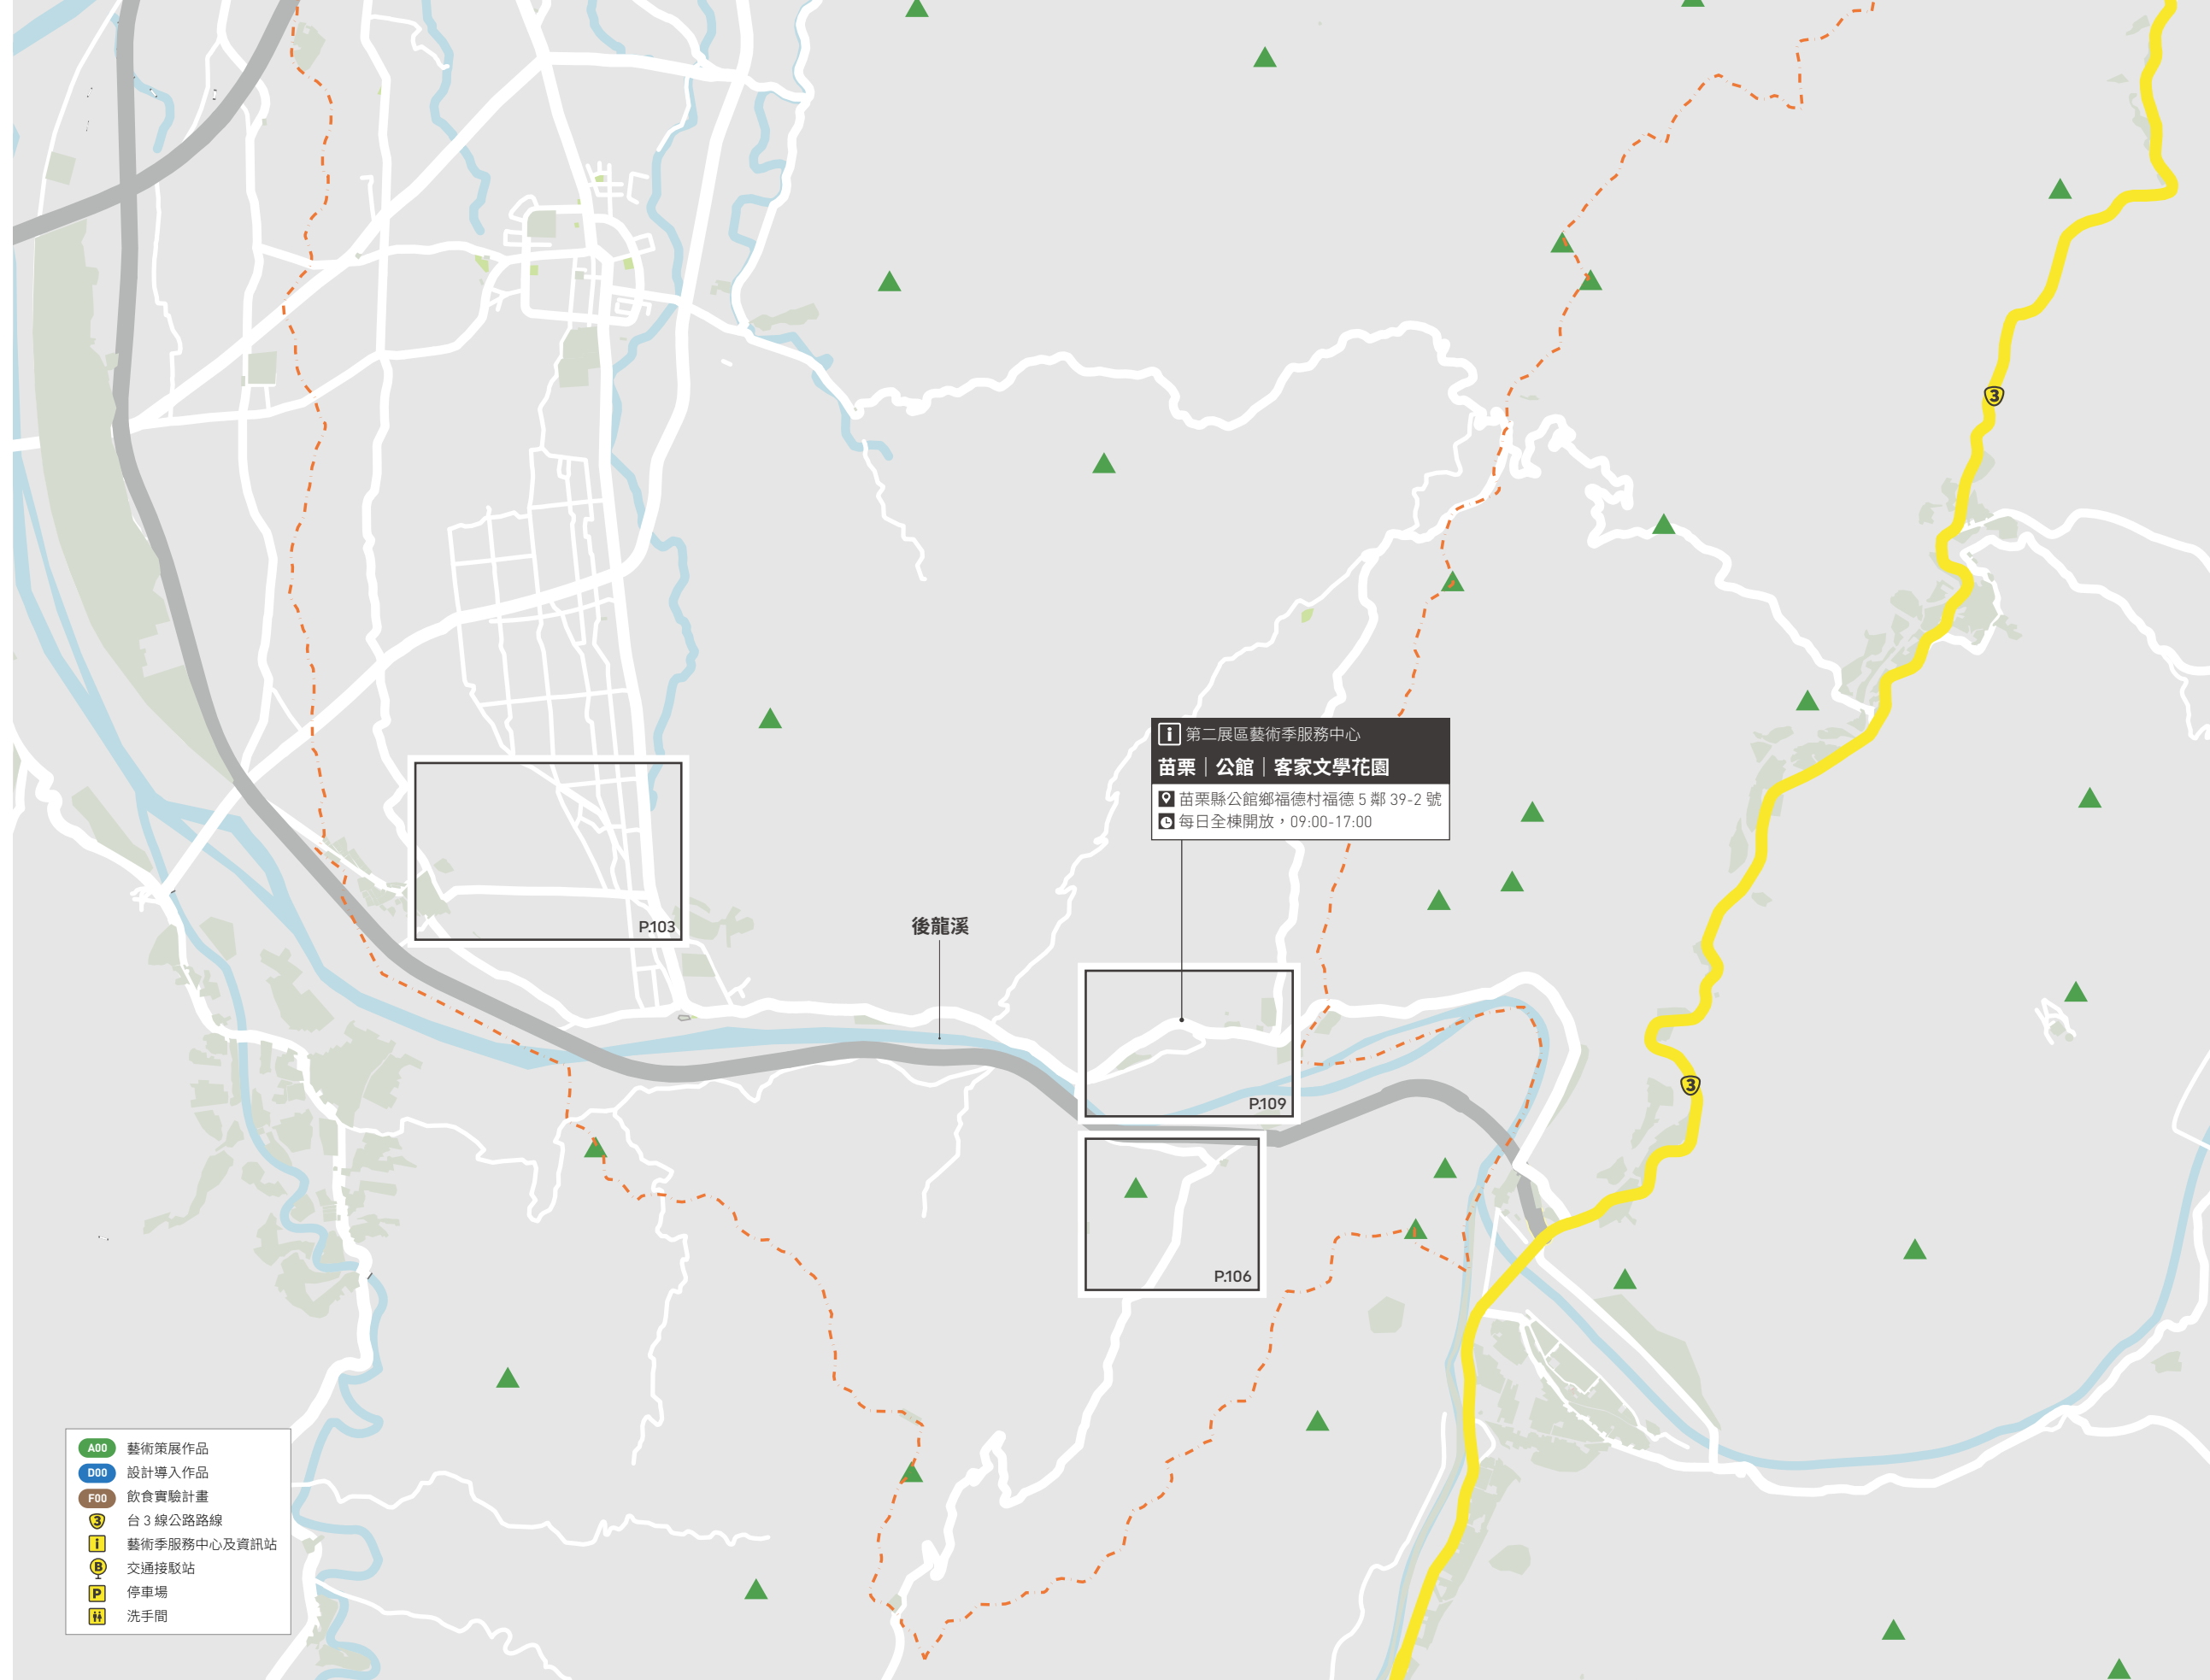 3
第二展區藝術季服務中心
苗栗｜公館｜客家文學花園
苗栗縣公館鄉福德村福德 5 鄰 39-2 號
每日全棟開放，09:00-17:00
後龍溪
P.103
3
P.109
P.106
A00 藝術策展作品
D00 設計導入作品
F00 飲食實驗計畫
3 台 3 線公路路線
i 藝術季服務中心及資訊站
B 交通接駁站
P 停車場
洗手間